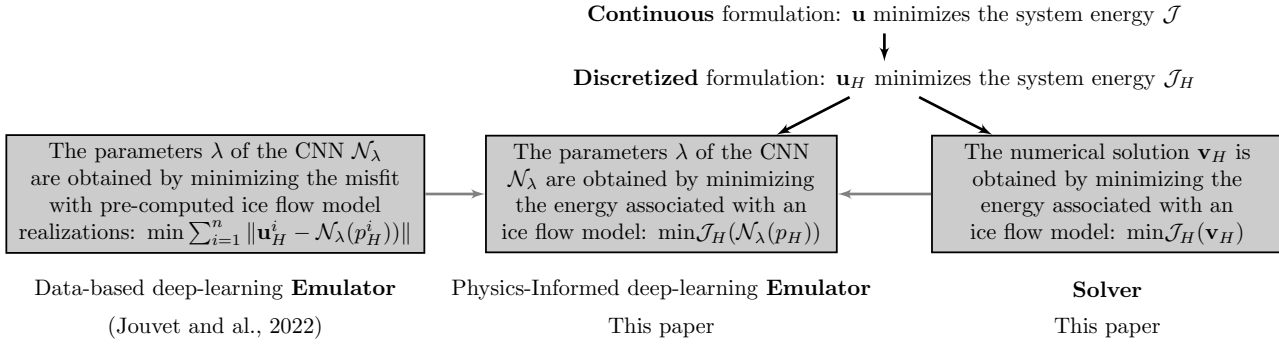 Continuous formulation: u minimizes the system energy 𝒥
Discretized formulation: u_H minimizes the system energy 𝒥_H
The parameters λ of the CNN 𝒩_λ
are obtained by minimizing the misfit
with pre-computed ice flow model
realizations: min ∑_{i=1}^n ‖u_H^i − 𝒩_λ(p_H^i))‖
The parameters λ of the CNN
𝒩_λ are obtained by minimizing
the energy associated with an
ice flow model: min𝒥_H(𝒩_λ(p_H))
The numerical solution v_H is
obtained by minimizing the
energy associated with an
ice flow model: min𝒥_H(v_H)
Data-based deep-learning Emulator
(Jouvet and al., 2022)
Physics-Informed deep-learning Emulator
This paper
Solver
This paper